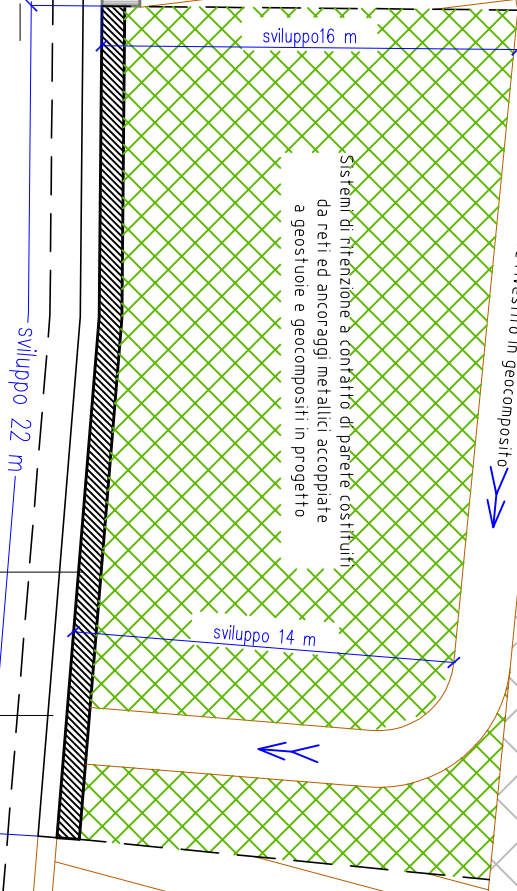 sviluppo16 m
Sistemi di ritenzione a contatto di parete costituiti
da reti ed ancoraggi metallici accoppiate
a geostuoie e geocompositi in progetto
in geocomposito
sviluppo 22 m
sviluppo 14 m